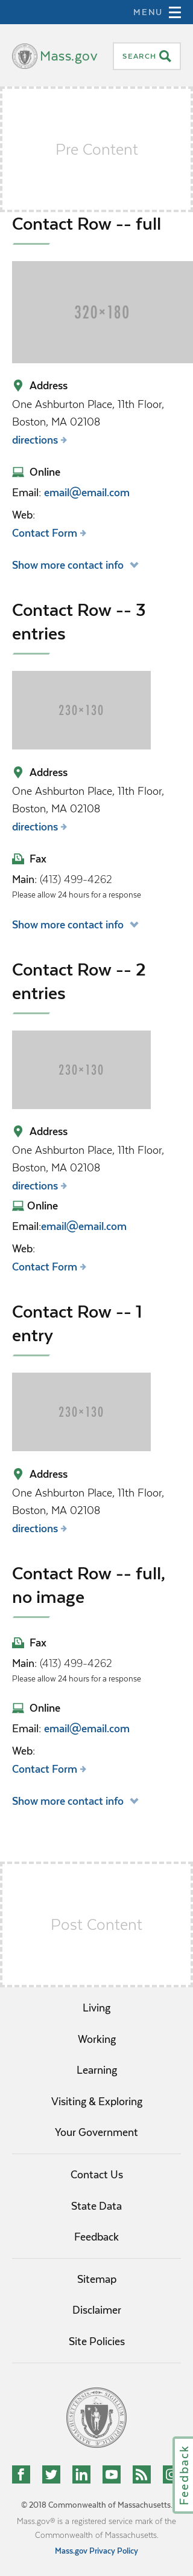 MENU
Mass.gov
SEARCH
Pre Content
Contact Row -- full
320×180
Address
One Ashburton Place, 11th Floor,
Boston, MA 02108
directions
Online
Email: email@email.com
Web:
Contact Form
Show more contact info
Contact Row -- 3
entries
230×130
Address
One Ashburton Place, 11th Floor,
Boston, MA 02108
directions
Fax
Main: (413) 499-4262
Please allow 24 hours for a response
Show more contact info
Contact Row -- 2
entries
230×130
Address
One Ashburton Place, 11th Floor,
Boston, MA 02108
directions
Online
Email:email@email.com
Web:
Contact Form
Contact Row -- 1
entry
230×130
Address
One Ashburton Place, 11th Floor,
Boston, MA 02108
directions
Contact Row -- full,
no image
Fax
Main: (413) 499-4262
Please allow 24 hours for a response
Online
Email: email@email.com
Web:
Contact Form
Show more contact info
Post Content
Living
Working
Learning
Visiting & Exploring
Your Government
Contact Us
State Data
Feedback
Sitemap
Disclaimer
Site Policies
Feedback
© 2018 Commonwealth of Massachusetts.
Mass.gov® is a registered service mark of the
Commonwealth of Massachusetts.
Mass.gov Privacy Policy